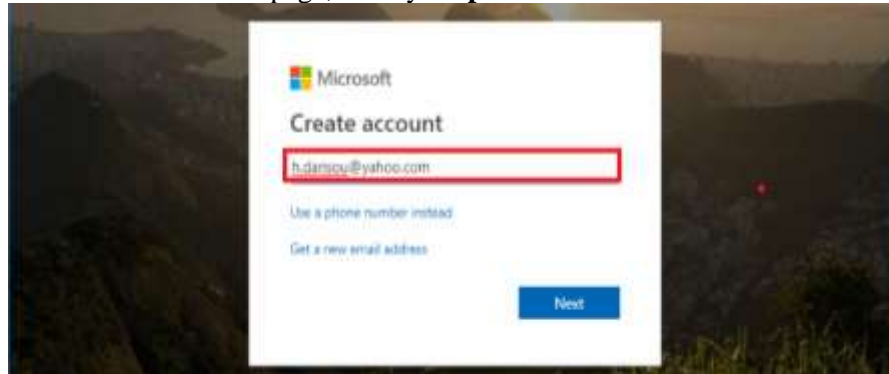 Microsoft
Create account
h.dansou@yahoo.com
Use a phone number instead
Get a new email address
Next